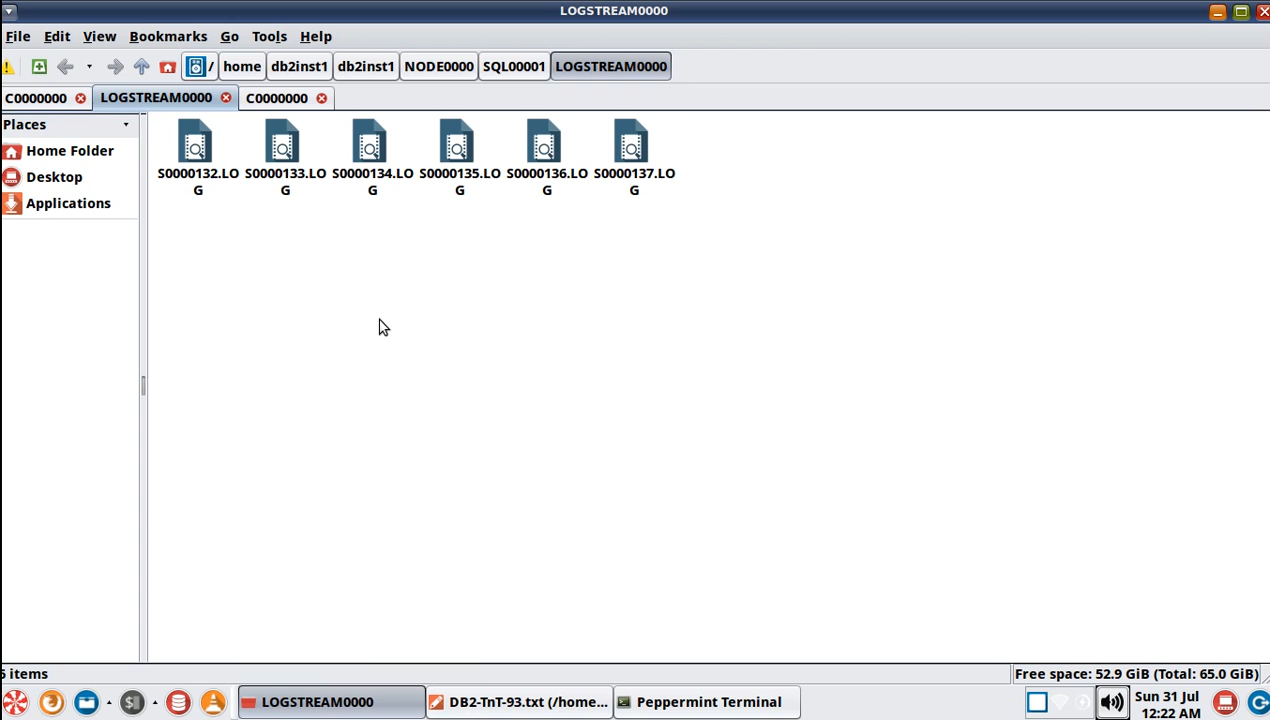 LOGSTREAM0000
File Edit View Bookmarks Go Tools Help
/ home db2inst1 db2inst1 NODE0000 SQL00001 LOGSTREAM0000
C0000000 LOGSTREAM0000 C0000000
Places
Home Folder
Desktop
Applications
S0000132.LO
G
S0000133.LO
G
S0000134.LO
G
S0000135.LO
G
S0000136.LO
G
S0000137.LO
G
items
Free space: 52.9 GiB (Total: 65.0 GiB)
LOGSTREAM0000
DB2-TnT-93.txt (/home...
Peppermint Terminal
Sun 31 Jul
12:22 AM